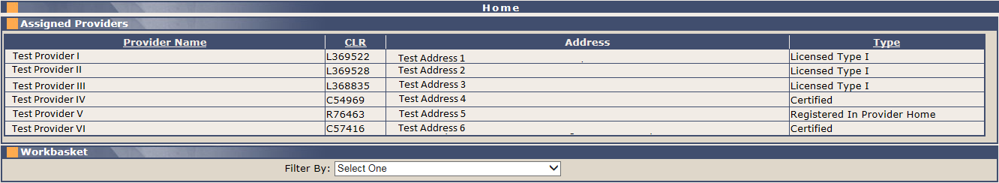 Home
Assigned Providers
Provider Name CLR Address Type
Test Provider I L369522 Test Address 1 Licensed Type I
Test Provider II L369528 Test Address 2 Licensed Type I
Test Provider III L368835 Test Address 3 Licensed Type I
Test Provider IV C54969 Test Address 4 Certified
Test Provider V R76463 Test Address 5 Registered In Provider Home
Test Provider VI C57416 Test Address 6 Certified
Workbasket
Filter By: Select One